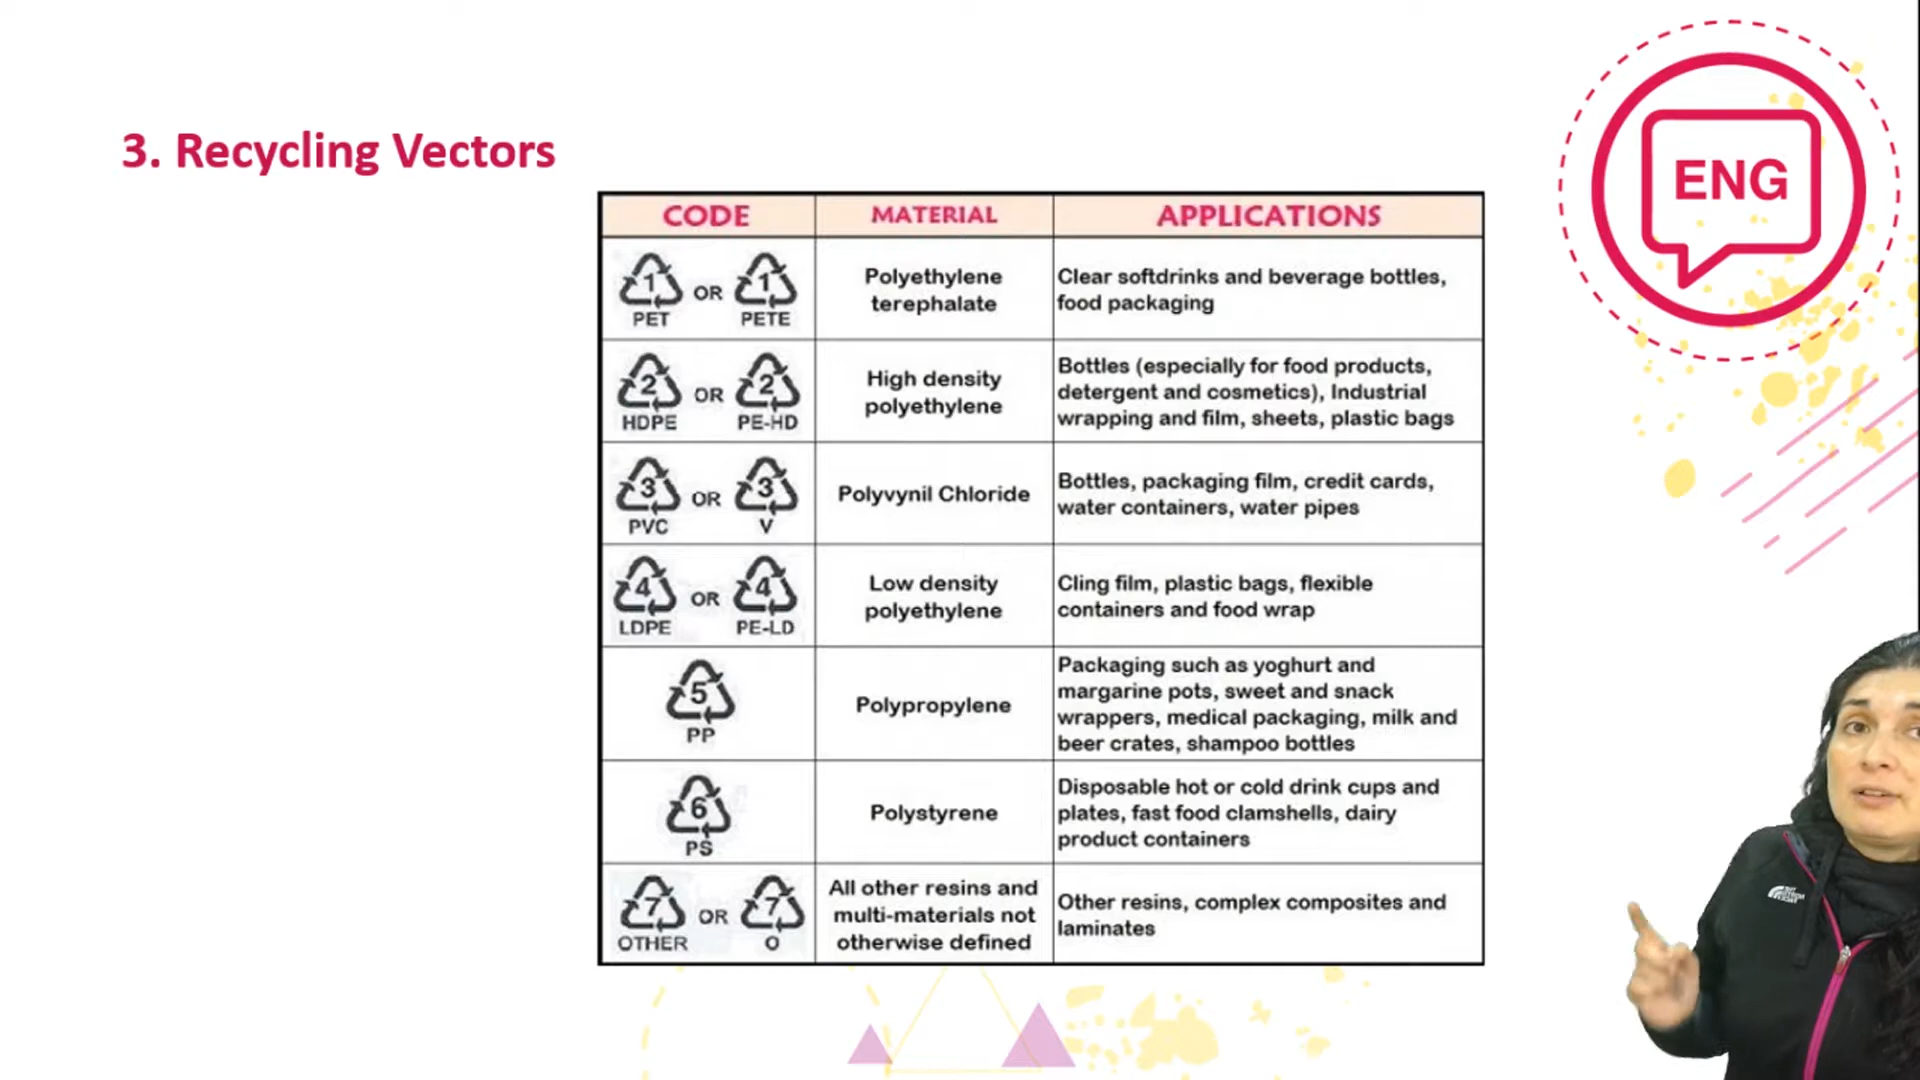 3. Recycling Vectors
ENG
CODE MATERIAL APPLICATIONS
1 OR 1
PET PETE
Polyethylene
terephalate
Clear softdrinks and beverage bottles,
food packaging
2 OR 2
HDPE PE-HD
High density
polyethylene
Bottles (especially for food products,
detergent and cosmetics), Industrial
wrapping and film, sheets, plastic bags
3 OR 3
PVC V
Polyvynil Chloride
Bottles, packaging film, credit cards,
water containers, water pipes
4 OR 4
LDPE PE-LD
Low density
polyethylene
Cling film, plastic bags, flexible
containers and food wrap
5
PP
Polypropylene
Packaging such as yoghurt and
margarine pots, sweet and snack
wrappers, medical packaging, milk and
beer crates, shampoo bottles
6
PS
Polystyrene
Disposable hot or cold drink cups and
plates, fast food clamshells, dairy
product containers
7 OR 7
OTHER O
All other resins and
multi-materials not
otherwise defined
Other resins, complex composites and
laminates